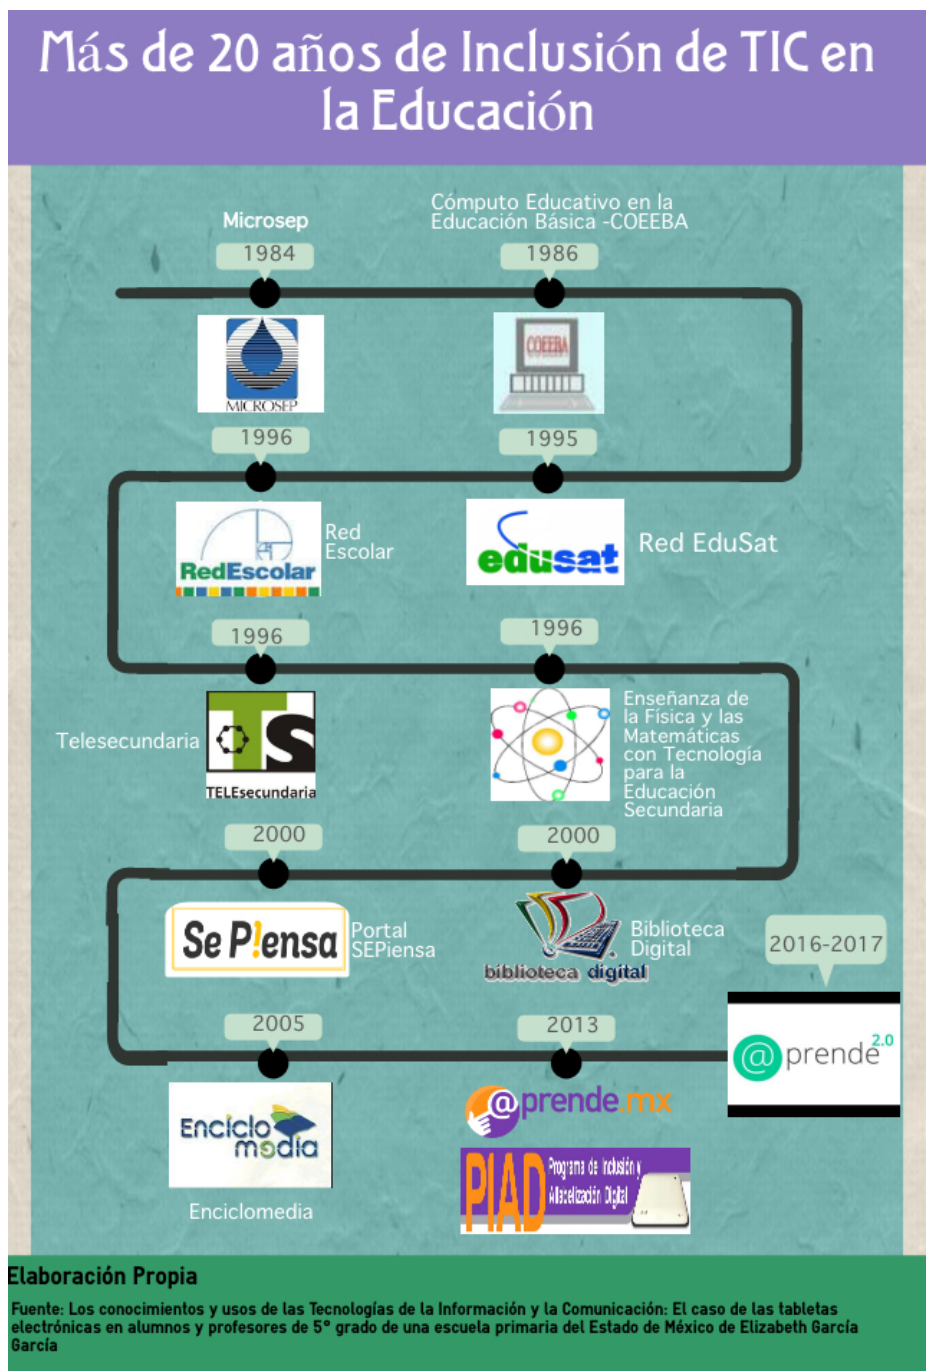 Más de 20 años de Inclusión de TIC en
la Educación
Microsep
1984
MICROSEP
Cómputo Educativo en la
Educación Básica -COEEBA
1986
COEEBA
1995
edusat
Red EduSat
1996
RedEscolar
Red
Escolar
1996
Telesecundaria
TS
TELEsecundaria
1996
Enseñanza de
la Física y las
Matemáticas
con Tecnología
para la
Educación
Secundaria
2000
Biblioteca
Digital
biblioteca digital
2000
Se P!ensa
Portal
SEPiensa
2005
Enciclo
media
Enciclomedia
2013
@prende.mx
PIAD
Programa de Inclusión y
Alfabetización Digital
2016-2017
@prende 2.0
Elaboración Propia
Fuente: Los conocimientos y usos de las Tecnologías de la Información y la Comunicación: El caso de las tabletas
electrónicas en alumnos y profesores de 5° grado de una escuela primaria del Estado de México de Elizabeth García
García